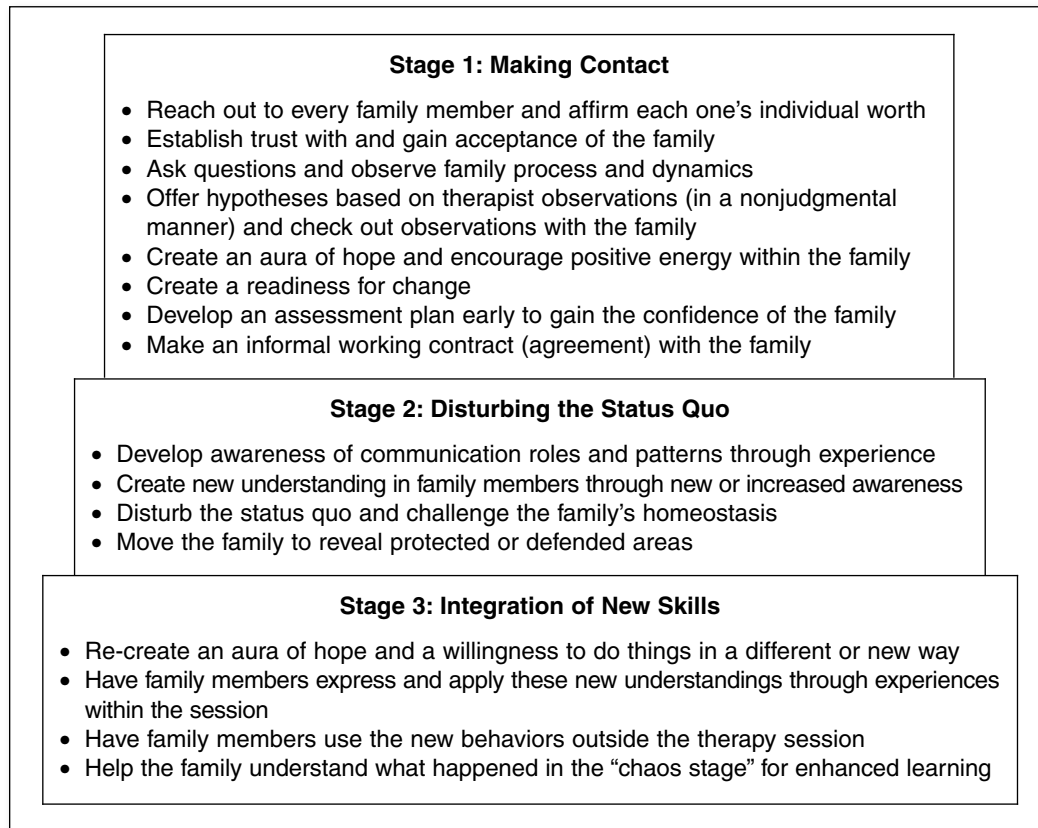 Stage 1: Making Contact
• Reach out to every family member and affirm each one’s individual worth
• Establish trust with and gain acceptance of the family
• Ask questions and observe family process and dynamics
• Offer hypotheses based on therapist observations (in a nonjudgmental
manner) and check out observations with the family
• Create an aura of hope and encourage positive energy within the family
• Create a readiness for change
• Develop an assessment plan early to gain the confidence of the family
• Make an informal working contract (agreement) with the family
Stage 2: Disturbing the Status Quo
• Develop awareness of communication roles and patterns through experience
• Create new understanding in family members through new or increased awareness
• Disturb the status quo and challenge the family’s homeostasis
• Move the family to reveal protected or defended areas
Stage 3: Integration of New Skills
• Re-create an aura of hope and a willingness to do things in a different or new way
• Have family members express and apply these new understandings through experiences
within the session
• Have family members use the new behaviors outside the therapy session
• Help the family understand what happened in the “chaos stage” for enhanced learning